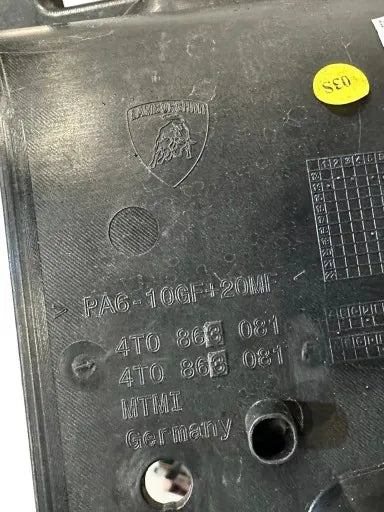 LAMBORGHINI
03S
> PA6-10GF+20MF <
4T0 863 081
4T0 863 081
MTMI
Germany